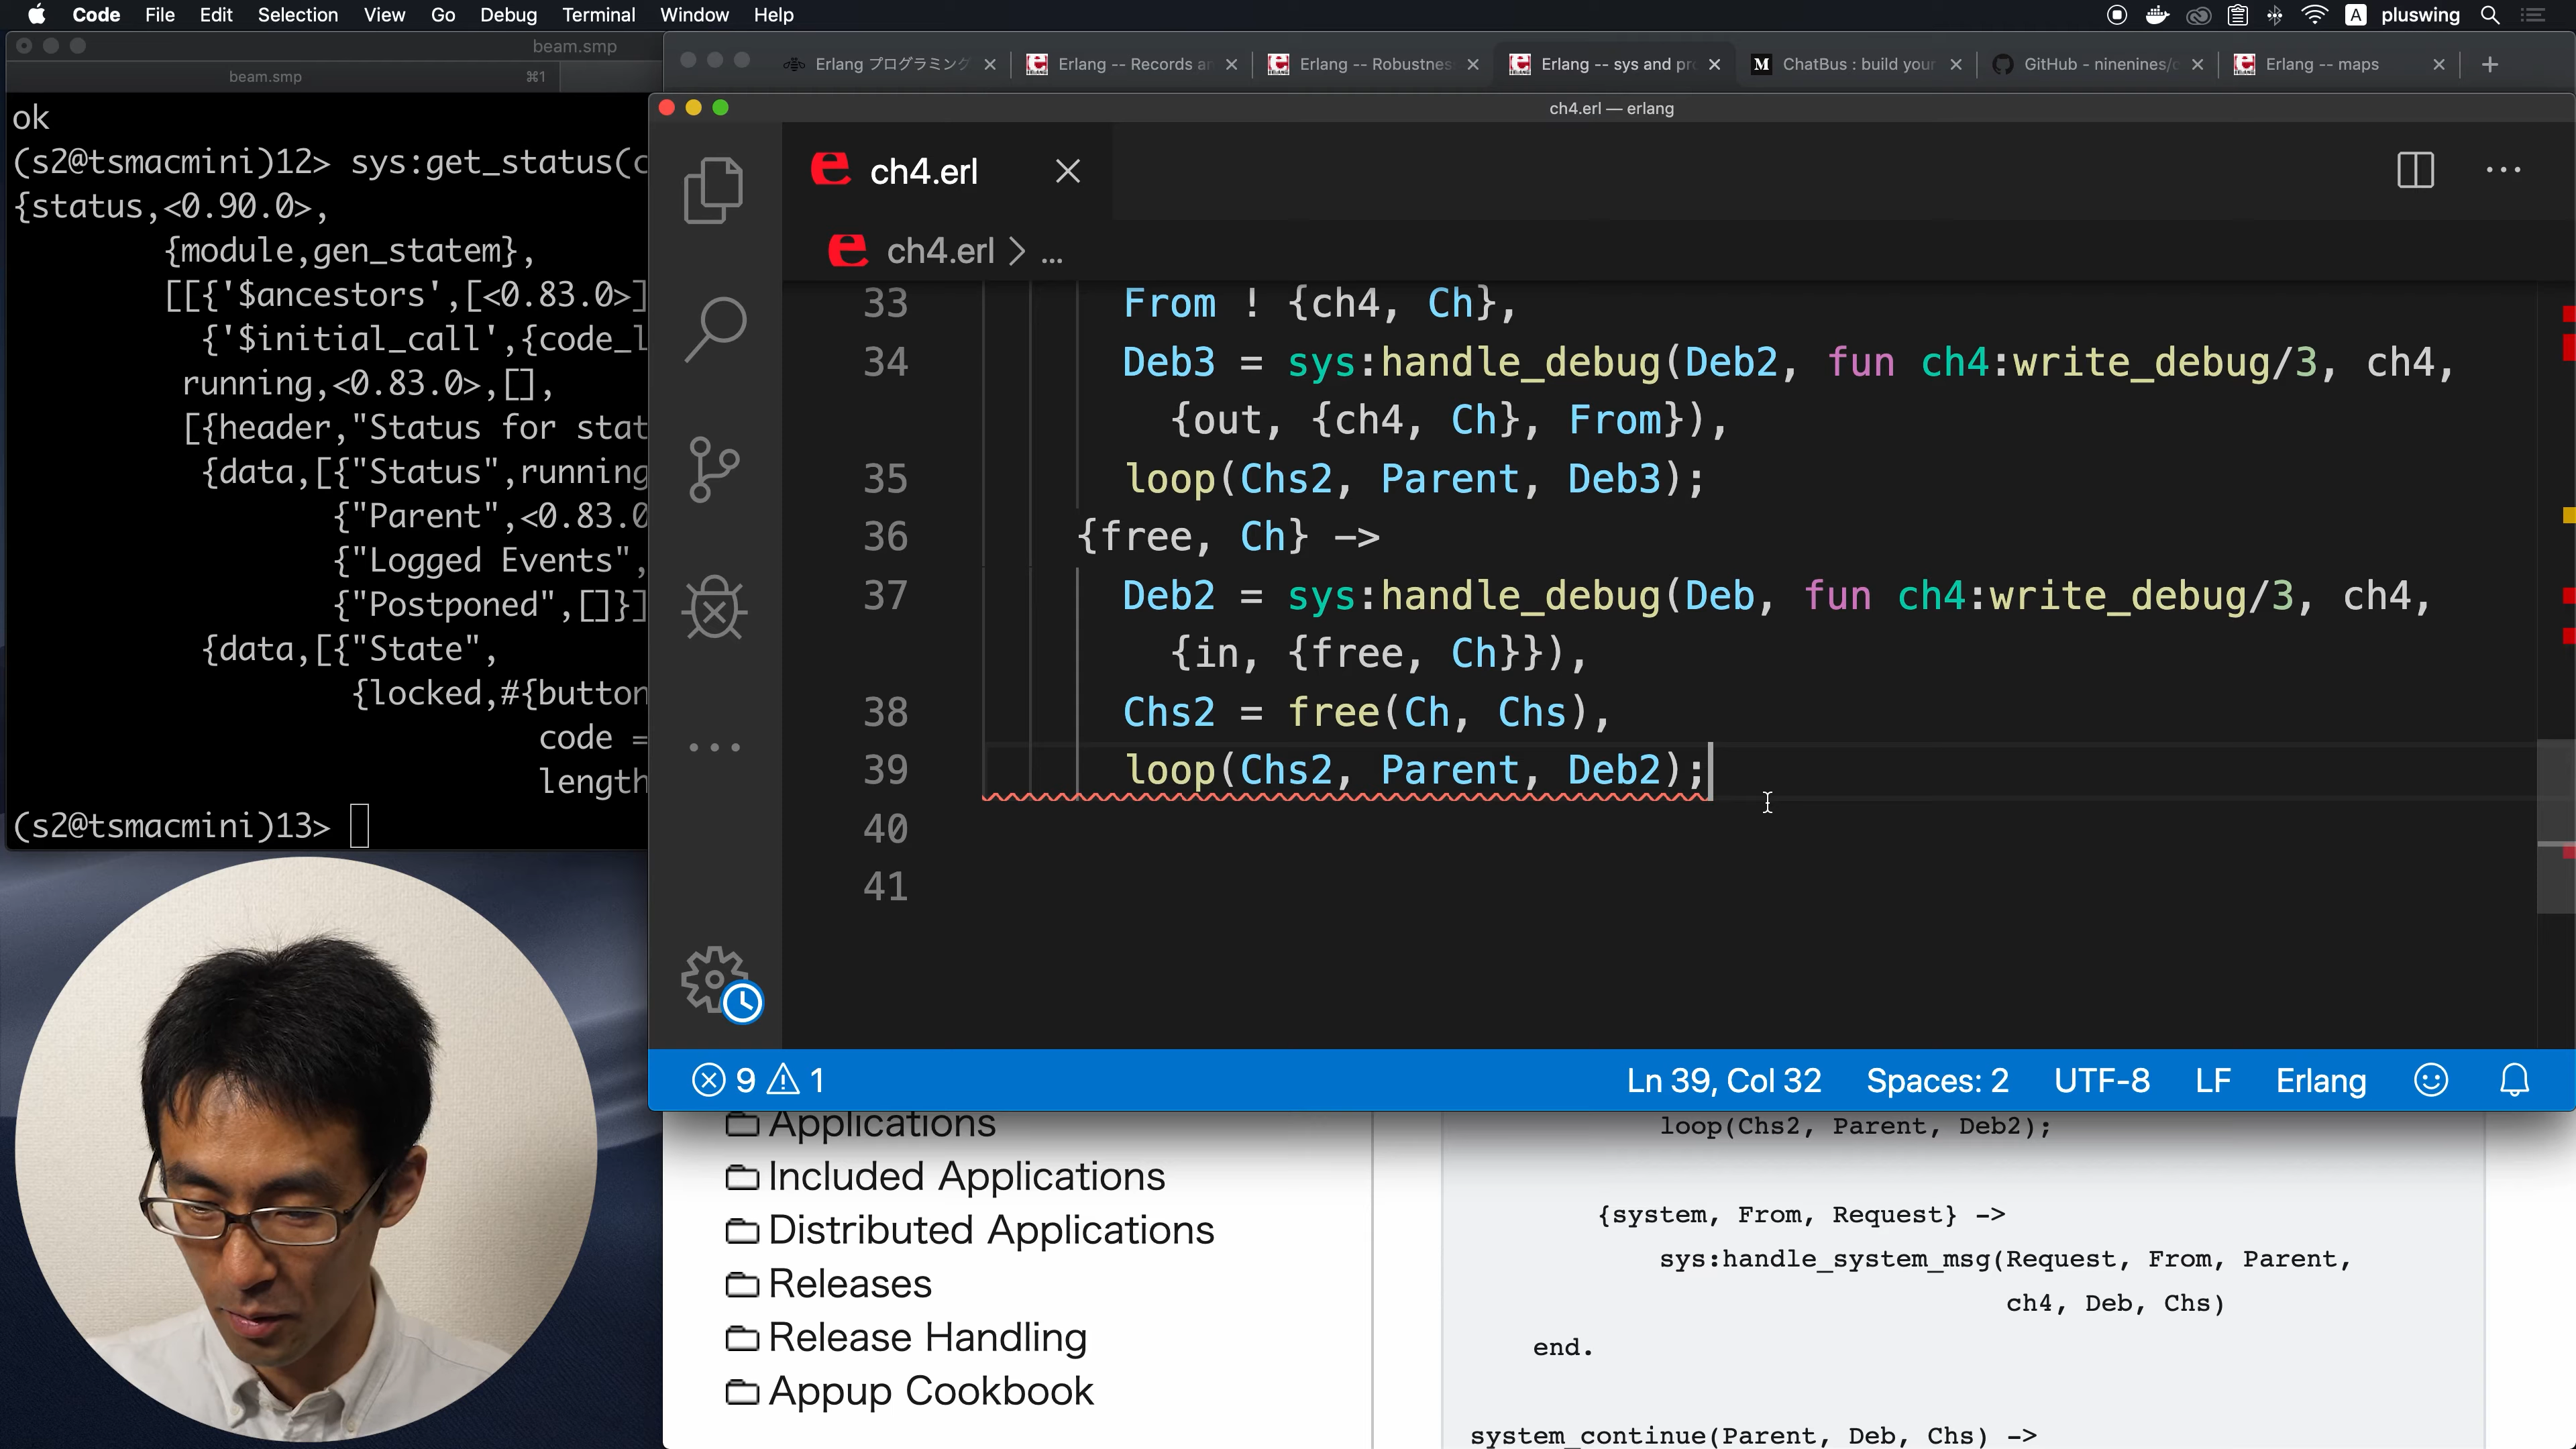 Code File Edit Selection View Go Debug Terminal Window Help A pluswing
beam.smp
beam.smp ⌘1
Erlang プログラミング Erlang -- Records Erlang -- Robustness Erlang -- sys and ChatBus : build your GitHub - ninenines/ Erlang -- maps
ok
(s2@tsmacmini)12> sys:get_status(c
{status,<0.90.0>,
{module,gen_statem},
[[{'$ancestors',[<0.83.0>]
{'$initial_call',{code_l
running,<0.83.0>,[],
[{header,"Status for stat
{data,[{"Status",running
{"Parent",<0.83.0
{"Logged Events",
{"Postponed",[]}]
{data,[{"State",
{locked,#{button
code =
length
(s2@tsmacmini)13>
ch4.erl — erlang
ch4.erl
ch4.erl > ...
33 From ! {ch4, Ch},
34 Deb3 = sys:handle_debug(Deb2, fun ch4:write_debug/3, ch4,
{out, {ch4, Ch}, From}),
35 loop(Chs2, Parent, Deb3);
36 {free, Ch} ->
37 Deb2 = sys:handle_debug(Deb, fun ch4:write_debug/3, ch4,
{in, {free, Ch}}),
38 Chs2 = free(Ch, Chs),
39 loop(Chs2, Parent, Deb2);
40
41
9 1 Ln 39, Col 32 Spaces: 2 UTF-8 LF Erlang
Applications
Included Applications
Distributed Applications
Releases
Release Handling
Appup Cookbook
loop(Chs2, Parent, Deb2);
{system, From, Request} ->
sys:handle_system_msg(Request, From, Parent,
ch4, Deb, Chs)
end.
system_continue(Parent, Deb, Chs) ->